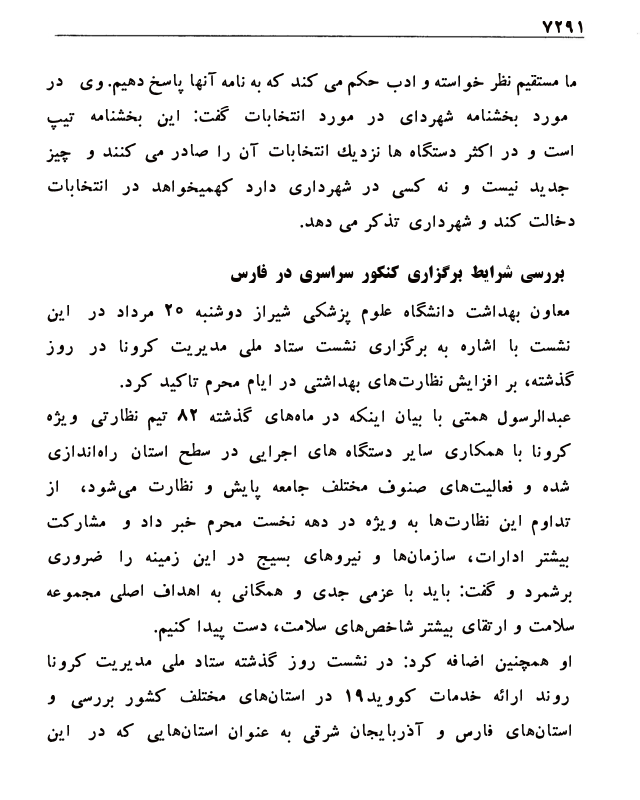 ۷۲۹۱
ما مستقیم نظر خواسته و ادب حکم می کند که به نامه آنها پاسخ دهیم. وی در
مورد بخشنامه شهردای در مورد انتخابات گفت: این بخشنامه تیپ
است و در اکثر دستگاه ها نزدیك انتخابات آن را صادر می کنند و چیز
جدید نیست و نه کسی در شهرداری دارد کهمیخواهد در انتخابات
دخالت کند و شهرداری تذکر می دهد.
بررسی شرایط برگزاری کنکور سراسری در فارس
معاون بهداشت دانشگاه علوم پزشکی شیراز دوشنبه ۲۰ مرداد در این
نشست با اشاره به برگزاری نشست ستاد ملی مدیریت کرونا در روز
گذشته، بر افزایش نظارت‌های بهداشتی در ایام محرم تاکید کرد.
عبدالرسول همتی با بیان اینکه در ماه‌های گذشته ۸۲ تیم نظارتی ویژه
کرونا با همکاری سایر دستگاه های اجرایی در سطح استان راه‌اندازی
شده و فعالیت‌های صنوف مختلف جامعه پایش و نظارت می‌شود، از
تداوم این نظارت‌ها به ویژه در دهه نخست محرم خبر داد و مشارکت
بیشتر ادارات، سازمان‌ها و نیروهای بسیج در این زمینه را ضروری
برشمرد و گفت: باید با عزمی جدی و همگانی به اهداف اصلی مجموعه
سلامت و ارتقای بیشتر شاخص‌های سلامت، دست پیدا کنیم.
او همچنین اضافه کرد: در نشست روز گذشته ستاد ملی مدیریت کرونا
روند ارائه خدمات کووید۱۹ در استان‌های مختلف کشور بررسی و
استان‌های فارس و آذربایجان شرقی به عنوان استان‌هایی که در این